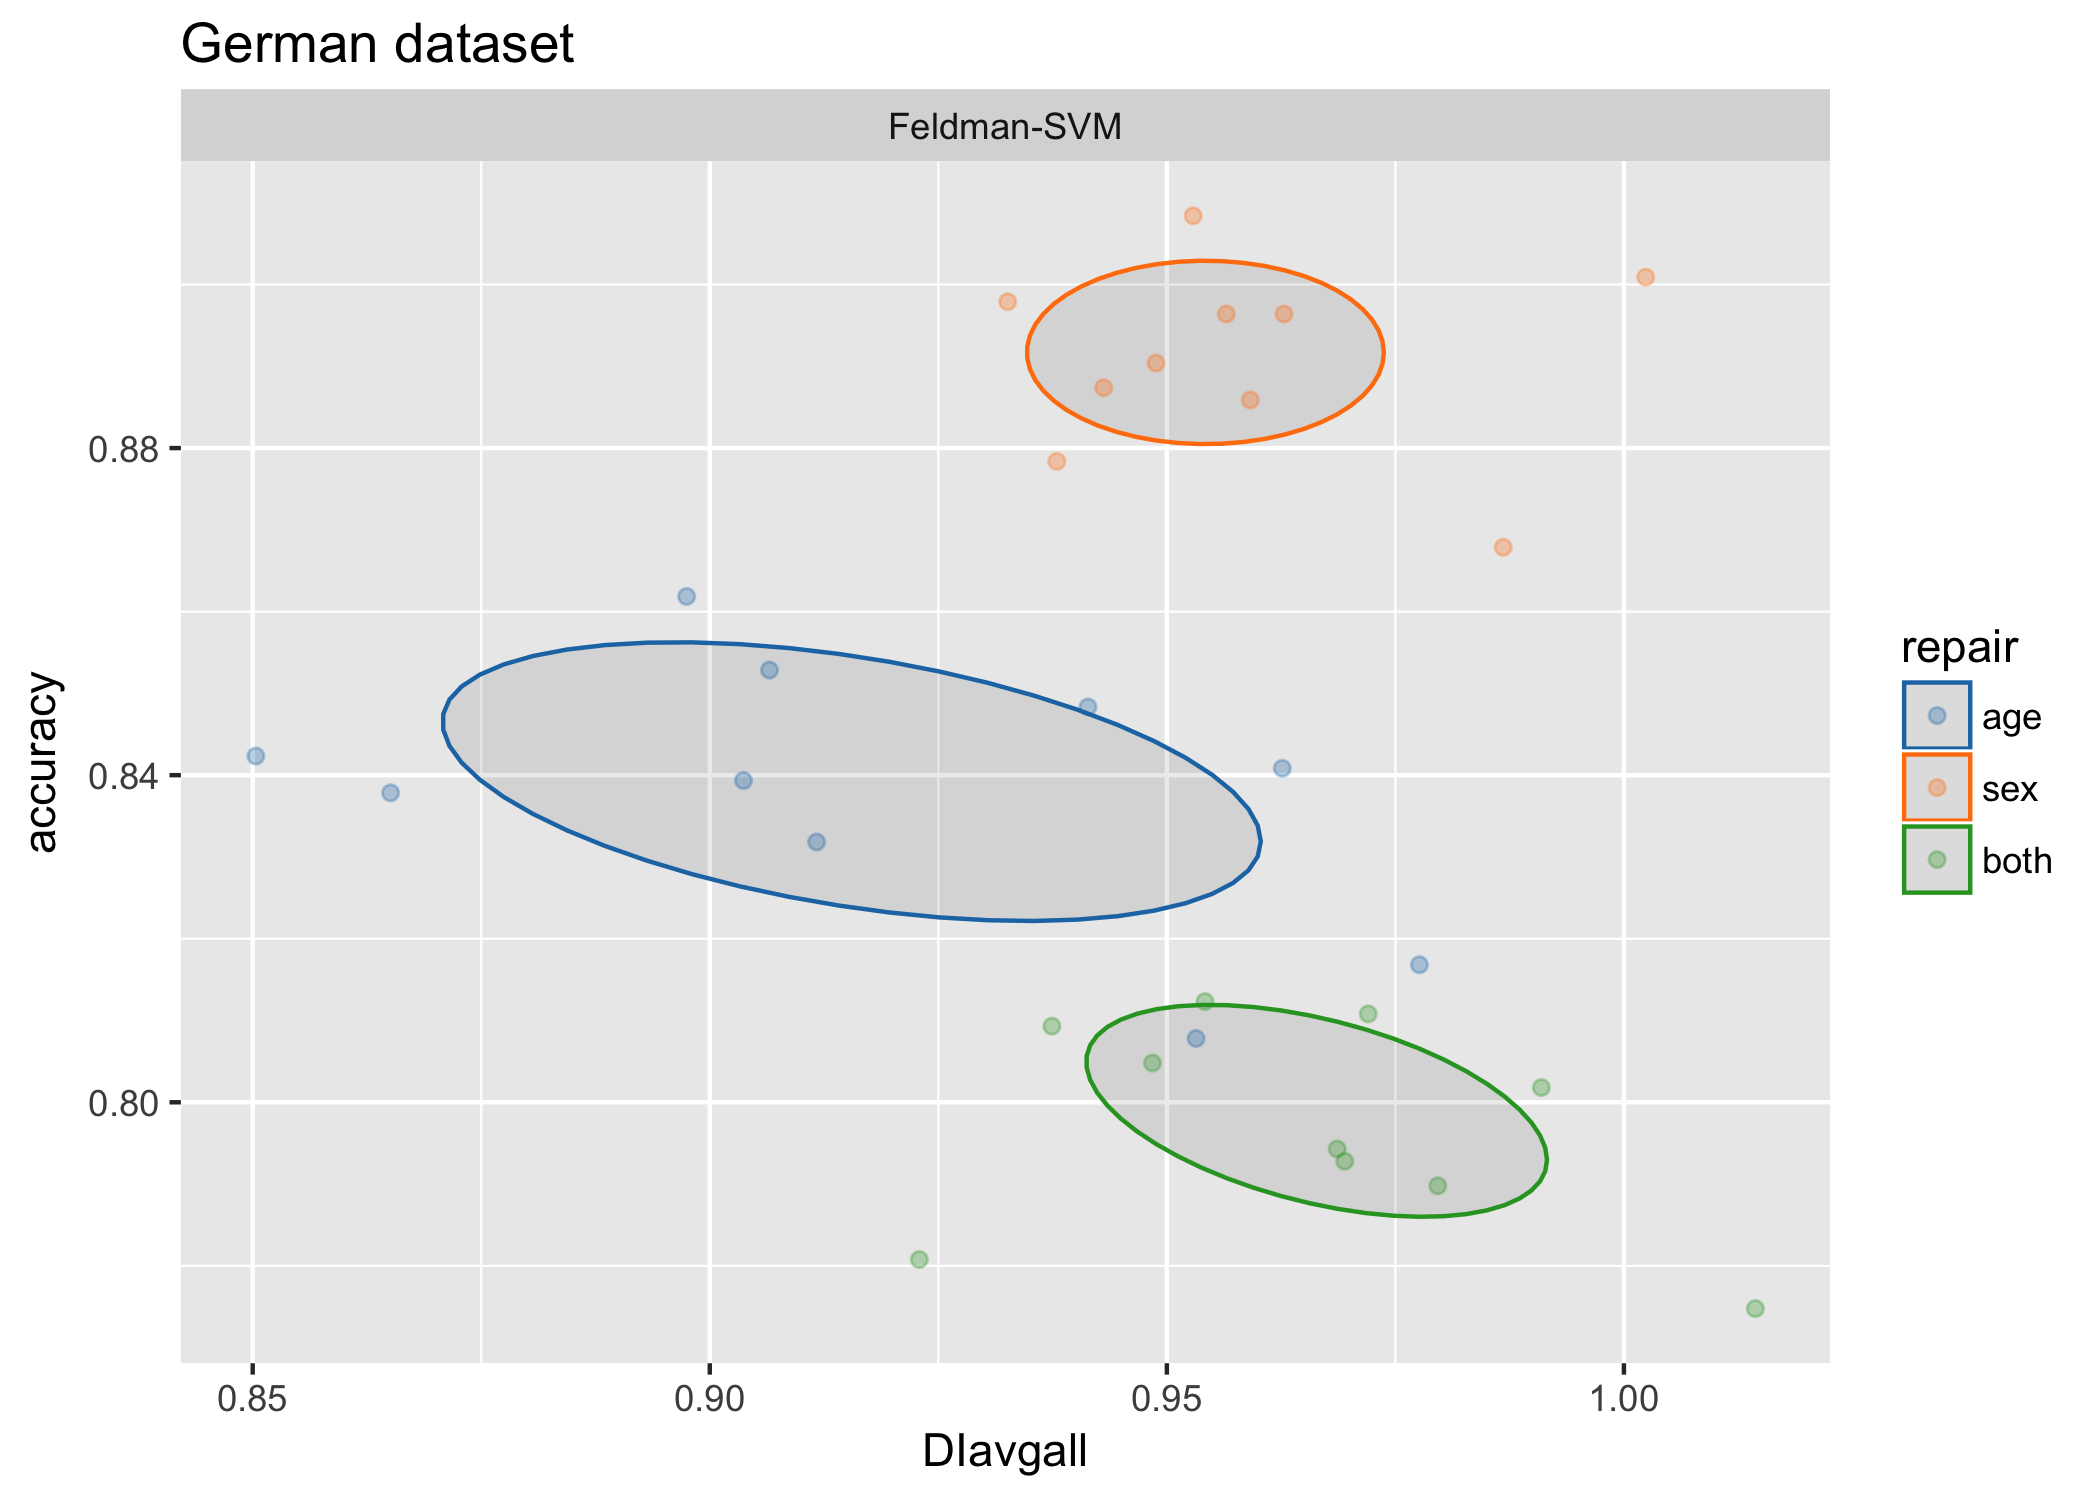 German dataset
Feldman-SVM
0.88
0.84
0.80
accuracy
0.85 0.90 0.95 1.00
DIavgall
repair
age
sex
both